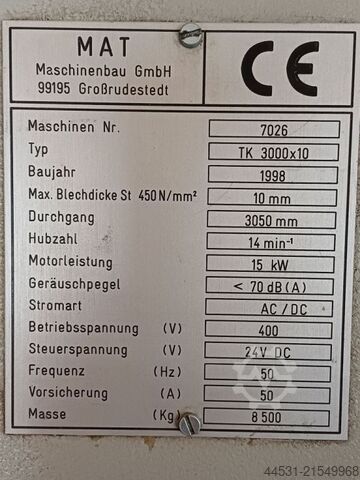 MAT
Maschinenbau GmbH
99195 Großrudestedt
CE
Maschinen Nr. 7026
Typ TK 3000x10
Baujahr 1998
Max. Blechdicke St 450 N/mm² 10 mm
Durchgang 3050 mm
Hubzahl 14 min⁻¹
Motorleistung 15 kW
Geräuschpegel < 70 dB (A)
Stromart AC / DC
Betriebsspannung (V) 400
Steuerspannung (V) 24V DC
Frequenz (Hz) 50
Vorsicherung (A) 50
Masse (Kg) 8 500
44531-21549968